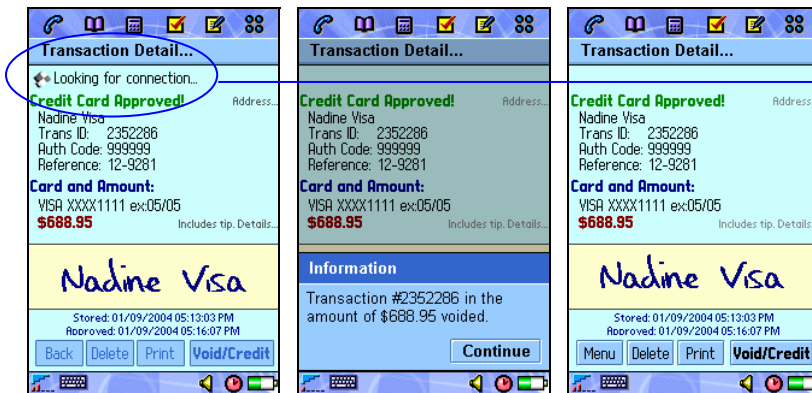 Transaction Detail...
Looking for connection...
Credit Card Approved! Address...
Nadine Visa
Trans ID: 2352286
Auth Code: 999999
Reference: 12-9281
Card and Amount:
VISA XXXX1111 ex:05/05
$688.95 Includes tip. Details...
Nadine Visa
Stored: 01/09/2004 05:13:03 PM
Approved: 01/09/2004 05:16:07 PM
Back Delete Print Void/Credit
Transaction Detail...
Credit Card Approved! Address...
Nadine Visa
Trans ID: 2352286
Auth Code: 999999
Reference: 12-9281
Card and Amount:
VISA XXXX1111 ex:05/05
$688.95 Includes tip. Details...
Information
Transaction #2352286 in the
amount of $688.95 voided.
Continue
Transaction Detail...
Credit Card Approved! Address
Nadine Visa
Trans ID: 2352286
Auth Code: 999999
Reference: 12-9281
Card and Amount:
VISA XXXX1111 ex:05/05
$688.95 Includes tip. Details
Nadine Visa
Stored: 01/09/2004 05:13:03 PM
Approved: 01/09/2004 05:16:07 PM
Menu Delete Print Void/Credit